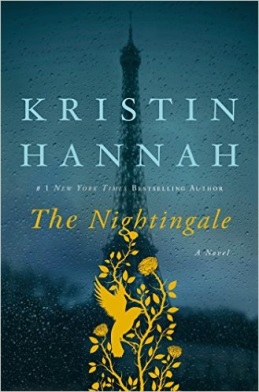 KRISTIN
HANNAH
#1 NEW YORK TIMES BESTSELLING AUTHOR
The Nightingale
A Novel